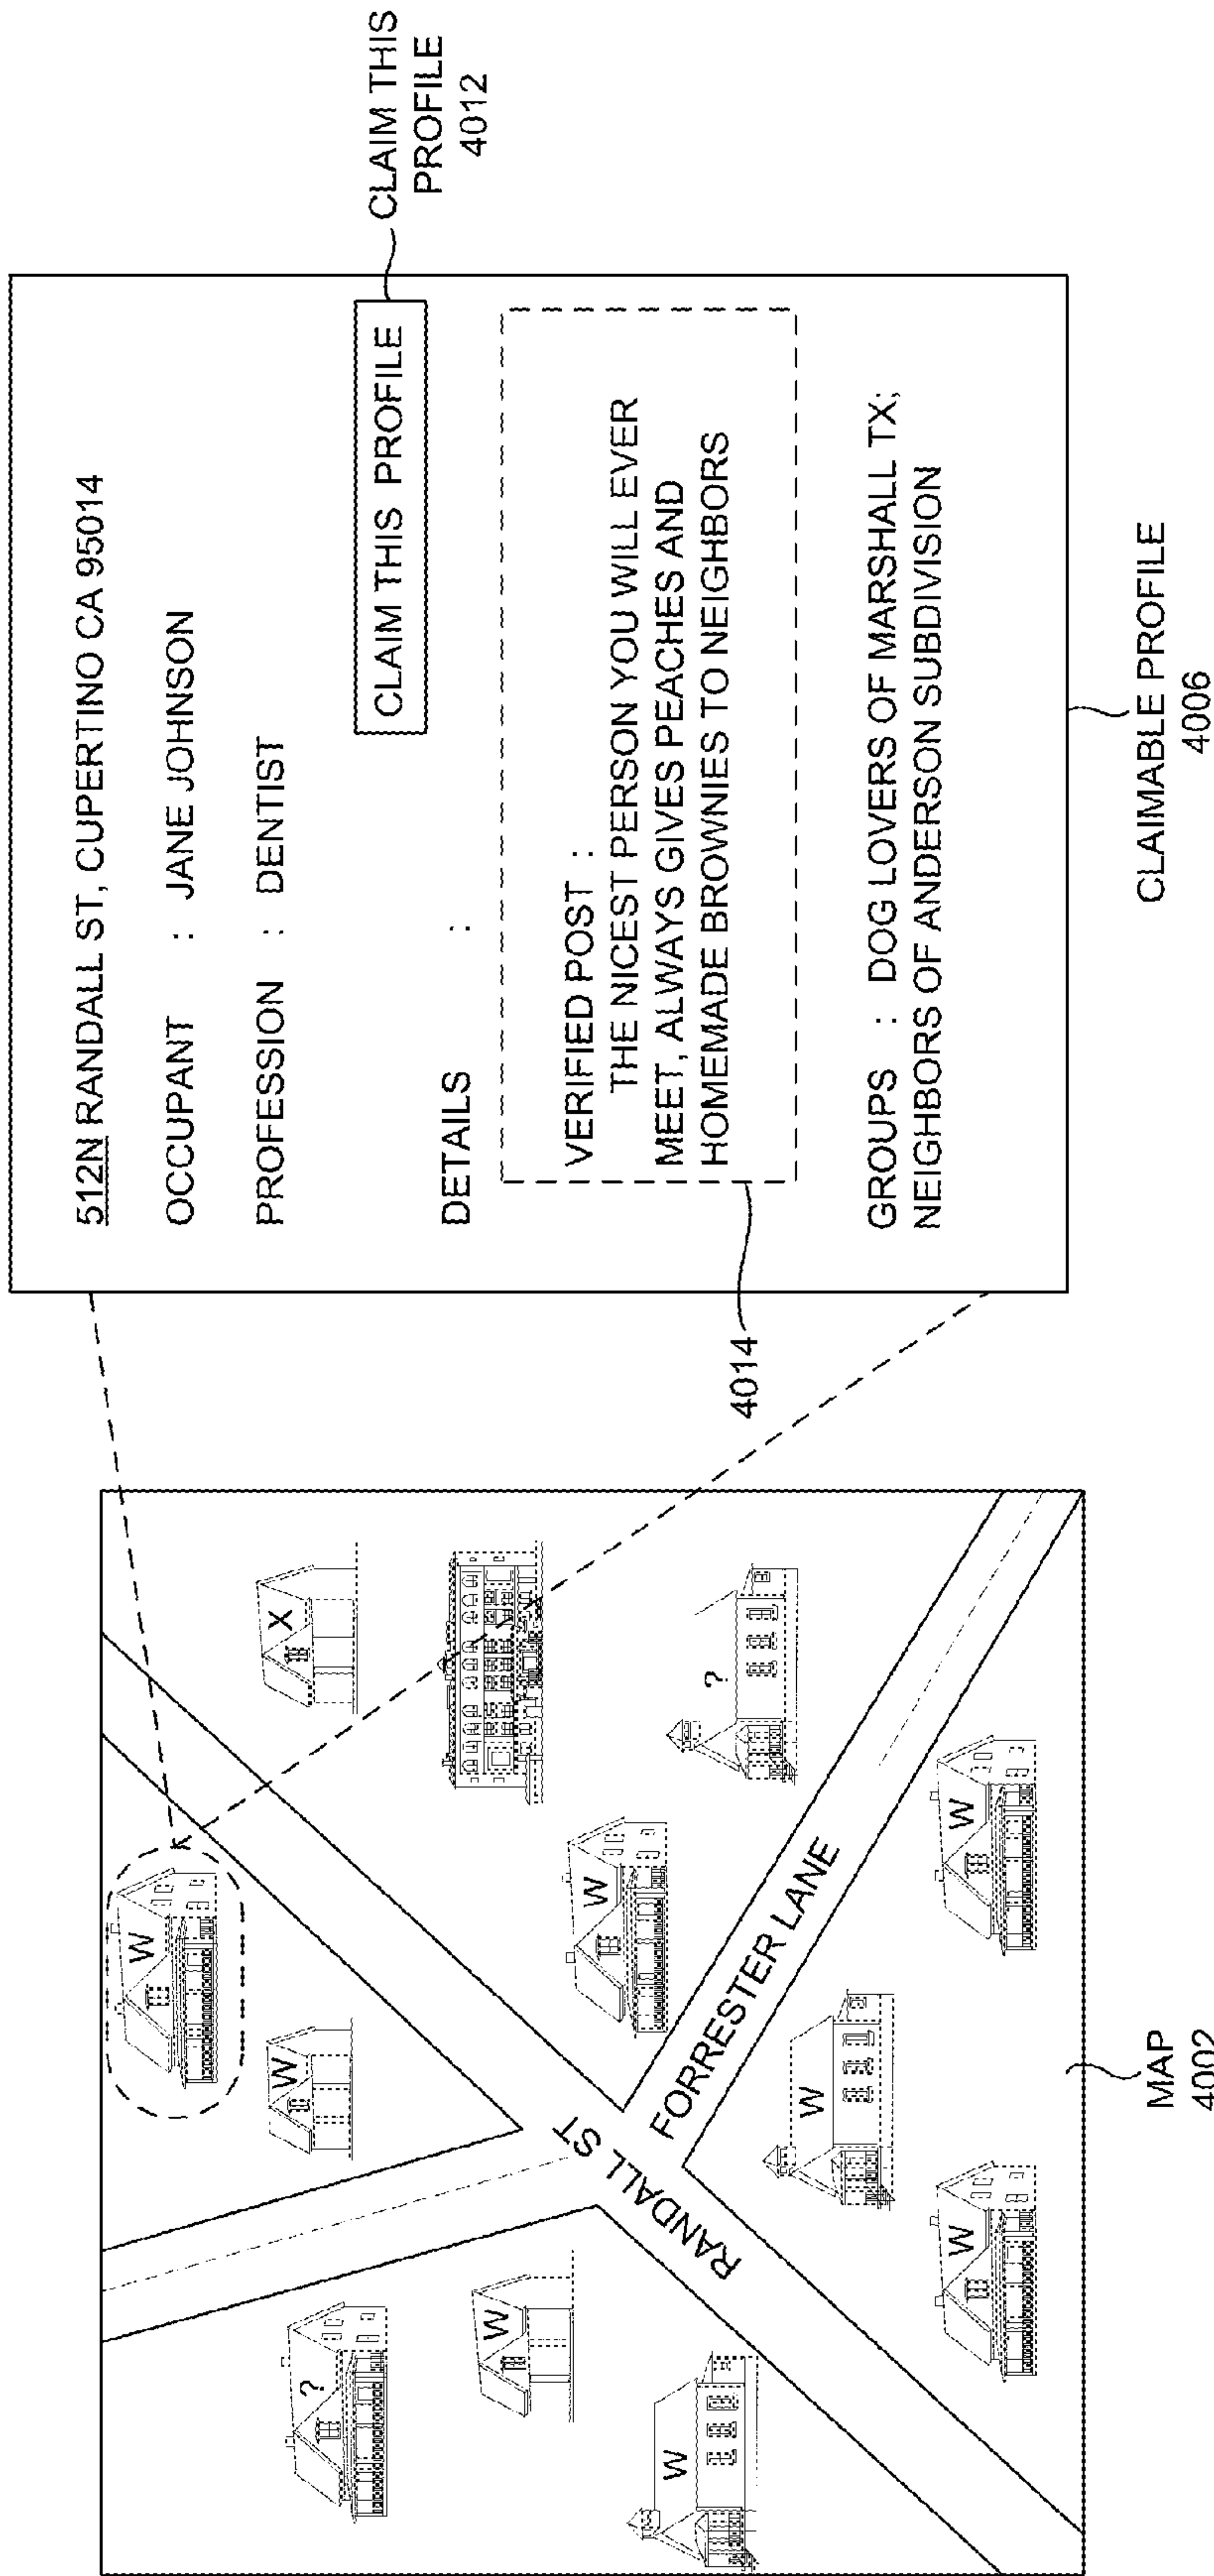 512N RANDALL ST, CUPERTINO CA 95014
OCCUPANT : JANE JOHNSON
PROFESSION : DENTIST
CLAIM THIS PROFILE
DETAILS :
VERIFIED POST :
THE NICEST PERSON YOU WILL EVER
MEET, ALWAYS GIVES PEACHES AND
HOMEMADE BROWNIES TO NEIGHBORS
GROUPS : DOG LOVERS OF MARSHALL TX;
NEIGHBORS OF ANDERSON SUBDIVISION
CLAIM THIS
PROFILE
4012
4014
CLAIMABLE PROFILE
4006
W
X
W
?
W
W
?
W
RANDALL ST
FORRESTER LANE
W
W
W
W
MAP
4002